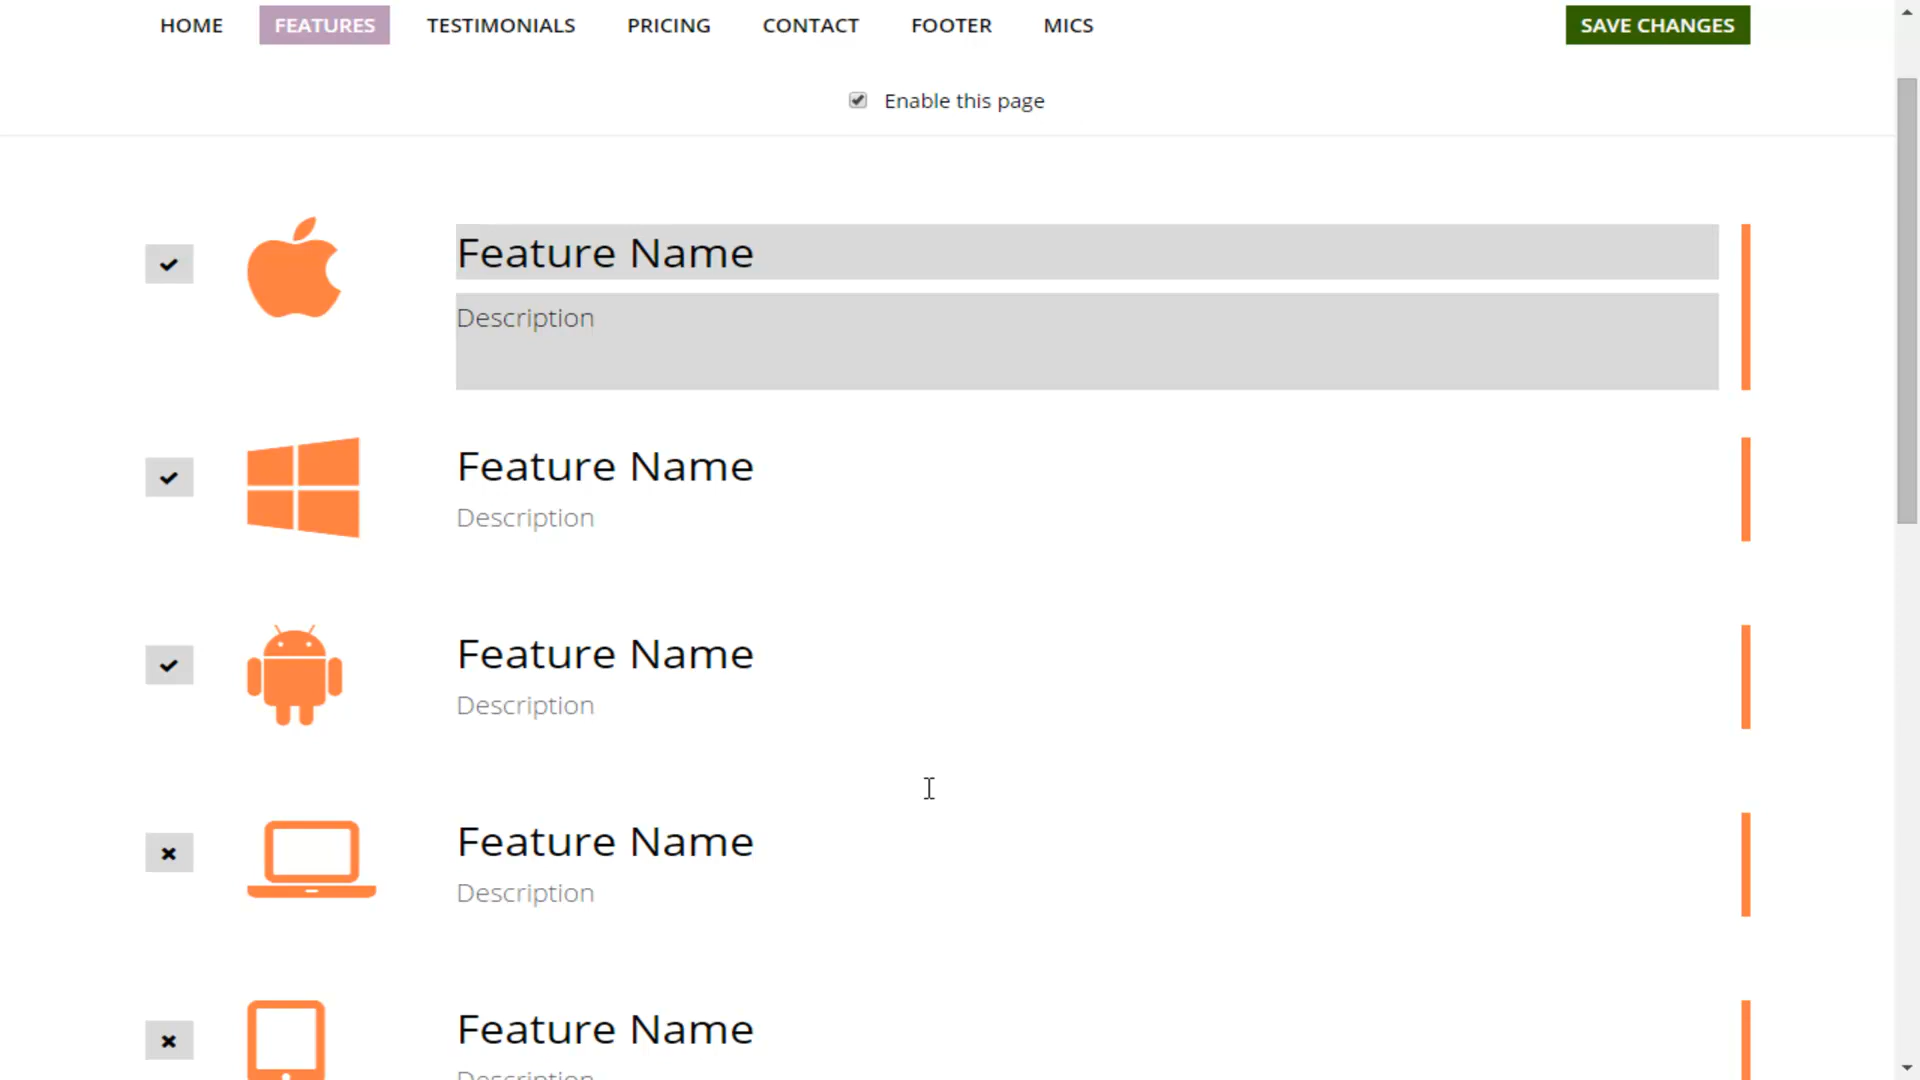 HOME FEATURES TESTIMONIALS PRICING CONTACT FOOTER MICS SAVE CHANGES
Enable this page
Feature Name
Description
Feature Name
Description
Feature Name
Description
Feature Name
Description
Feature Name
Description